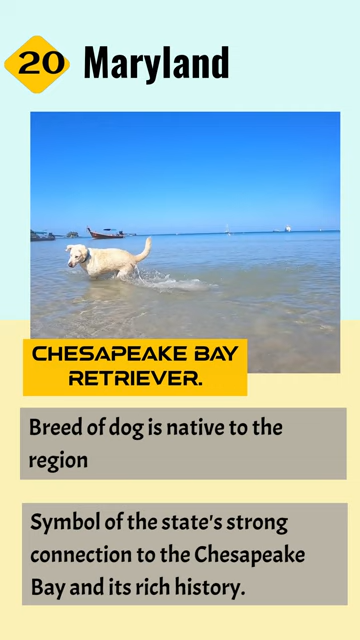 20 Maryland
CHESAPEAKE BAY
RETRIEVER.
Breed of dog is native to the
region
Symbol of the state's strong
connection to the Chesapeake
Bay and its rich history.